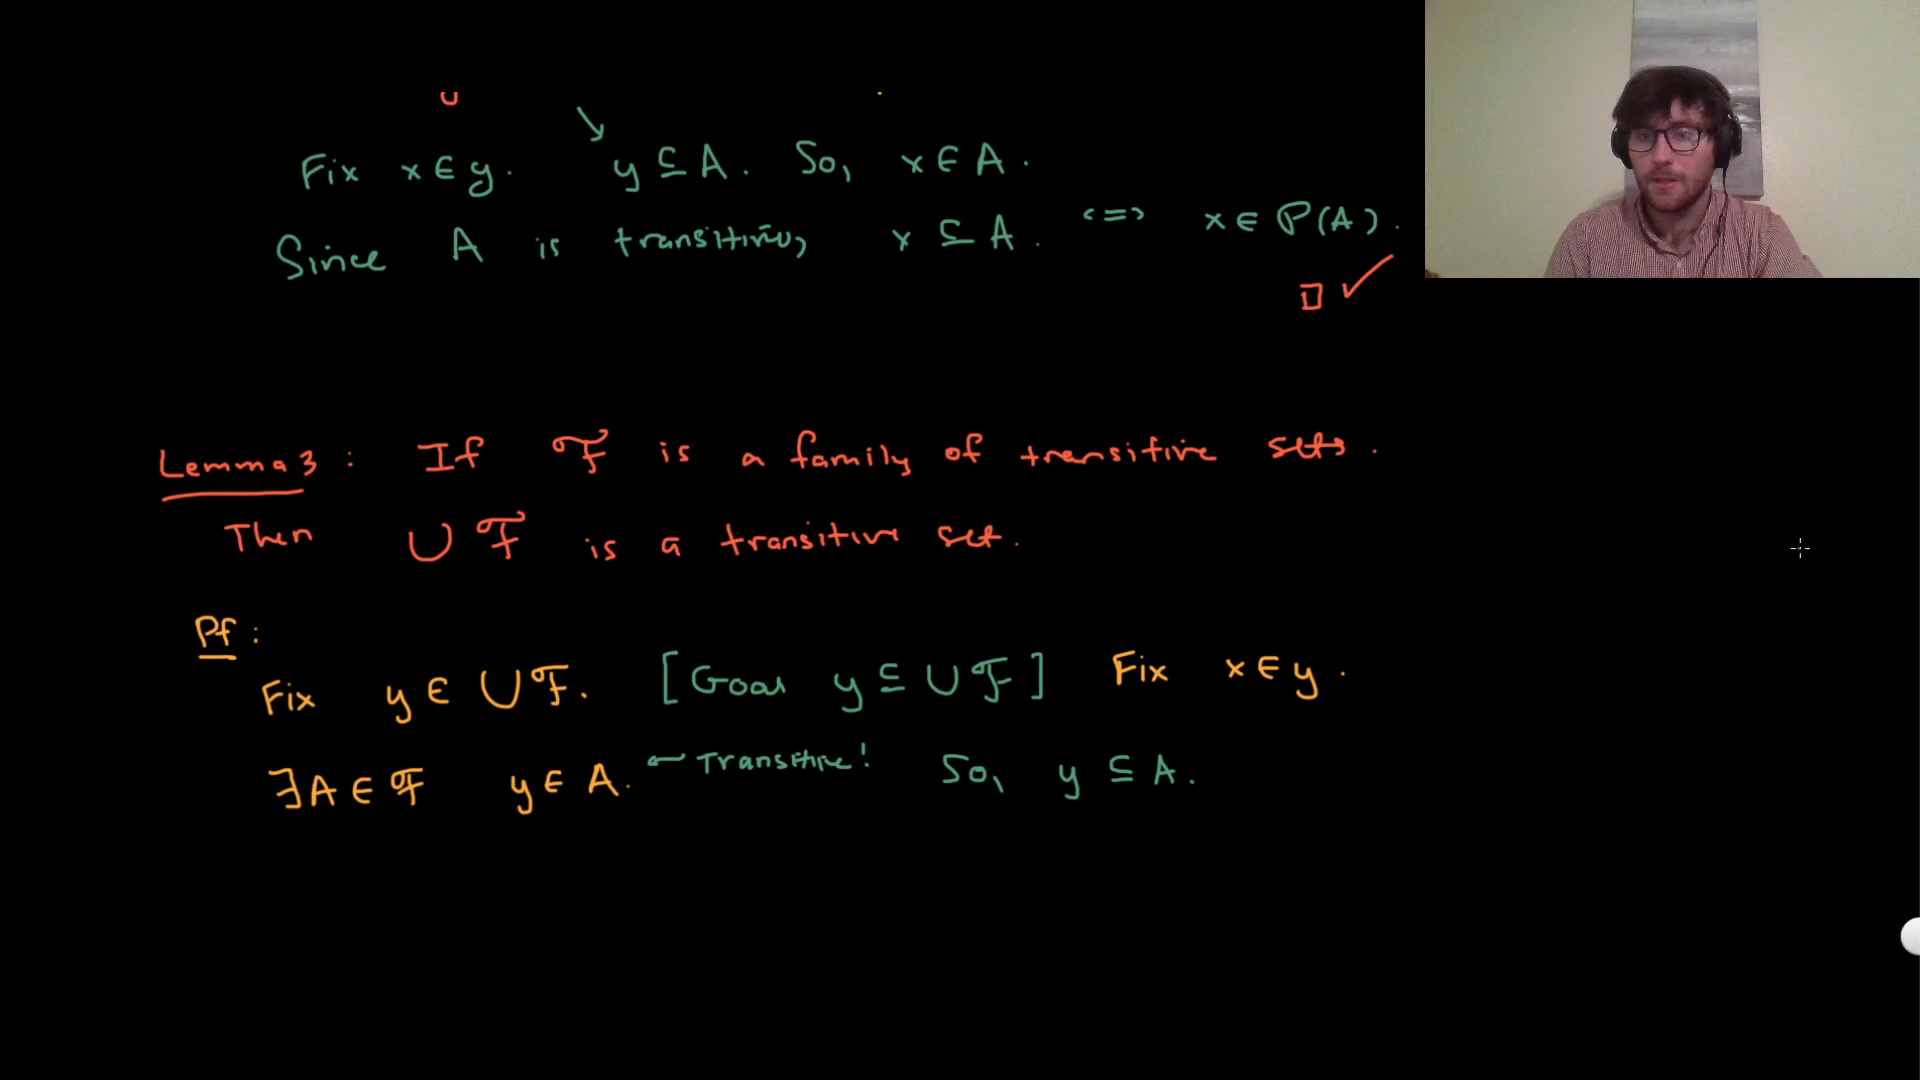 Fix x ∈ y. y ⊆ A. So, x ∈ A.
Since A is transitive, x ⊆ A. <=> x ∈ P(A).
Lemma 3: If F is a family of transitive sets.
Then ∪ F is a transitive set.
Pf:
Fix y ∈ ∪F. [Goal y ⊆ ∪F] Fix x ∈ y.
∃A ∈ F y ∈ A. ← Transitive! So, y ⊆ A.